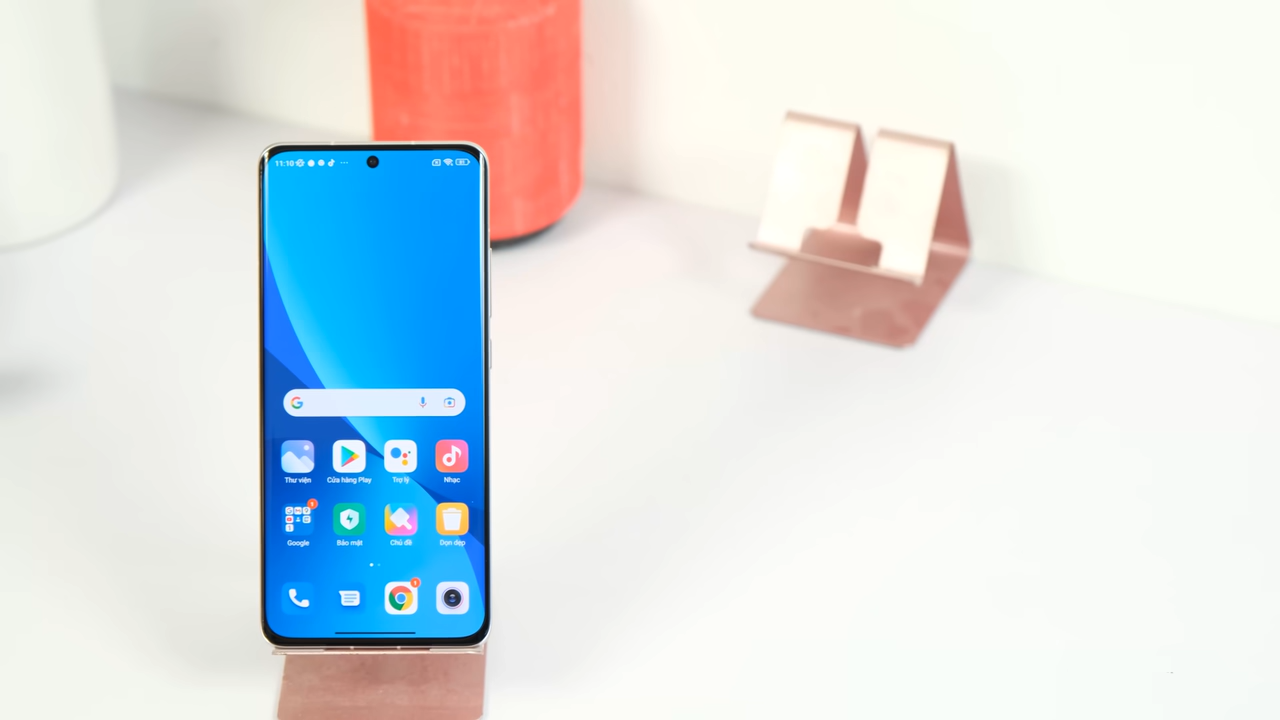 11:10
Thư viện
Cửa hàng Play
Trợ lý
Nhạc
Google
Bảo mật
Chủ đề
Dọn dẹp